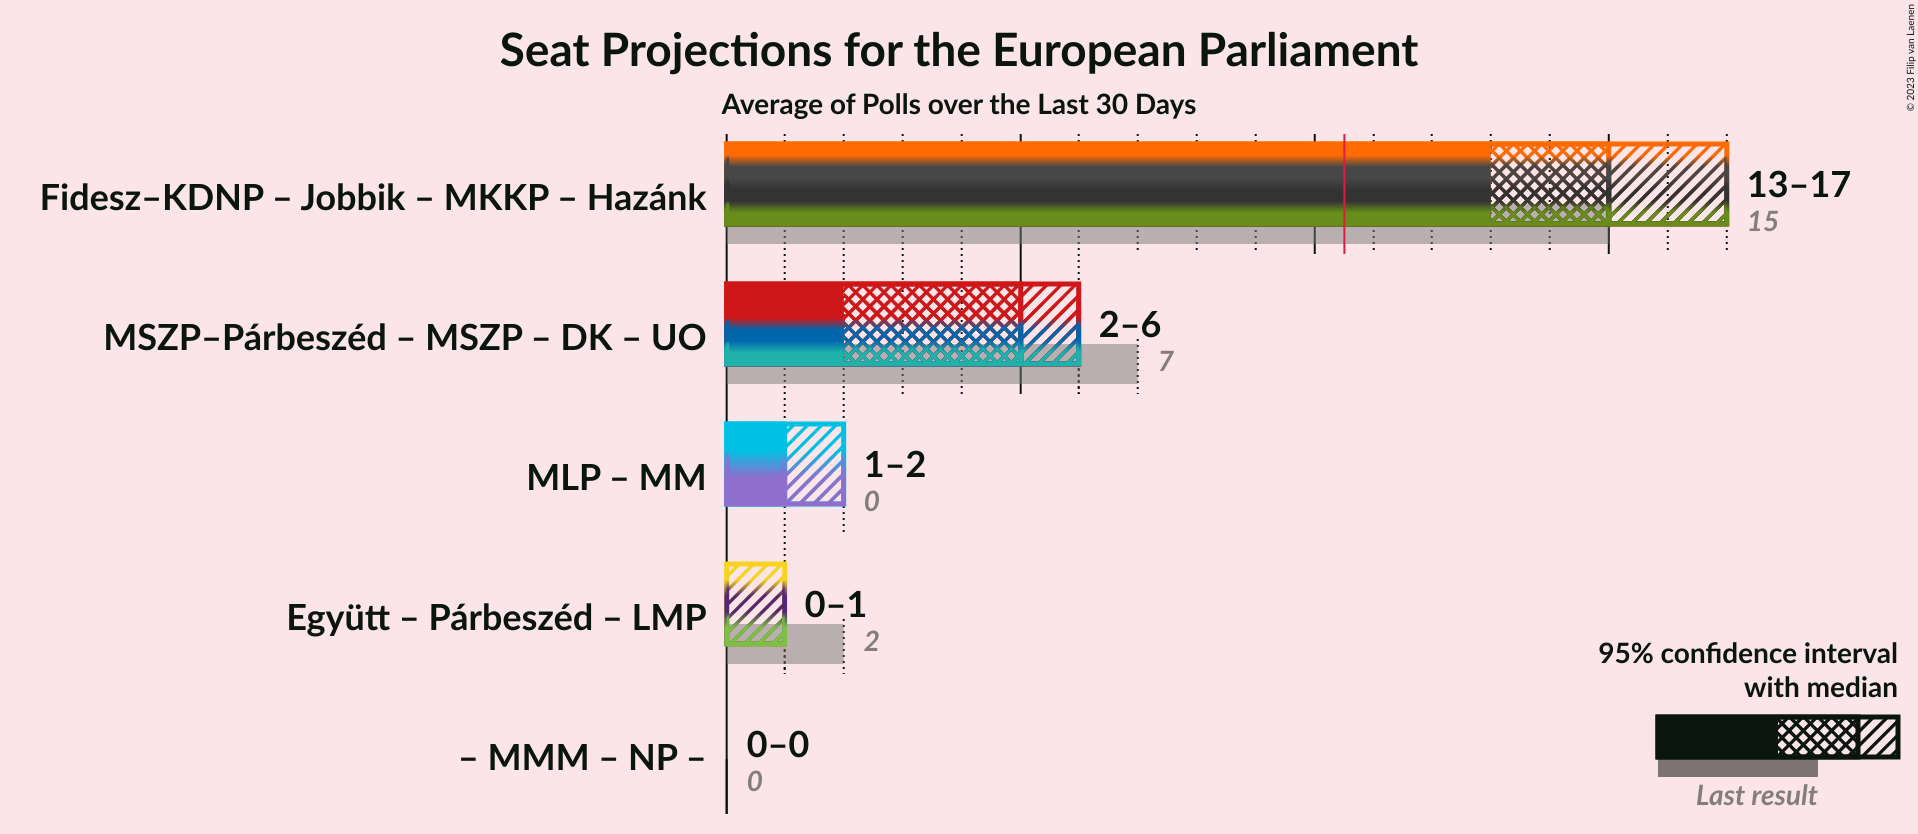 Seat Projections for the European Parliament
Average of Polls over the Last 30 Days
Fidesz–KDNP – Jobbik – MKKP – Hazánk
13–17
15
MSZP–Párbeszéd – MSZP – DK – UO
2–6
7
MLP – MM
1–2
0
Együtt – Párbeszéd – LMP
0–1
2
– MMM – NP –
0–0
0
95% confidence interval
with median
Last result
© 2023 Filip van Laenen